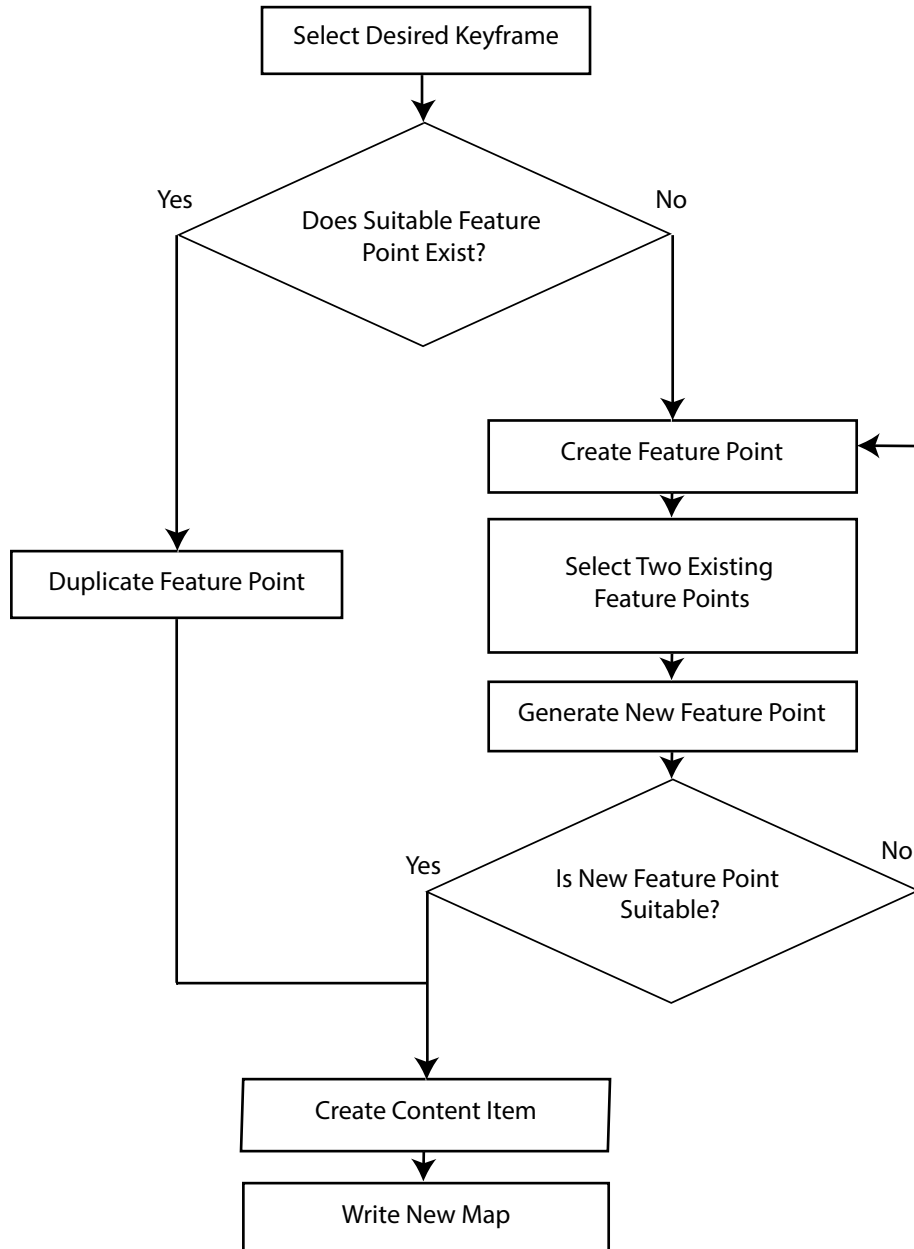 Select Desired Keyframe
Yes
No
Does Suitable Feature
Point Exist?
Create Feature Point
Duplicate Feature Point
Select Two Existing
Feature Points
Generate New Feature Point
Yes
No
Is New Feature Point
Suitable?
Create Content Item
Write New Map